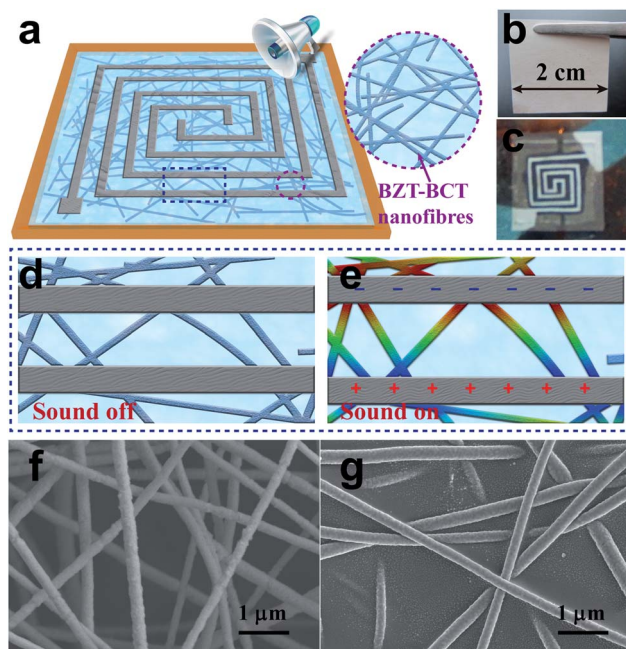 a
b
2 cm
c
BZT-BCT
nanofibres
d
Sound off
e
- - - - - - -
+ + + + + + +
Sound on
f
1 μm
g
1 μm